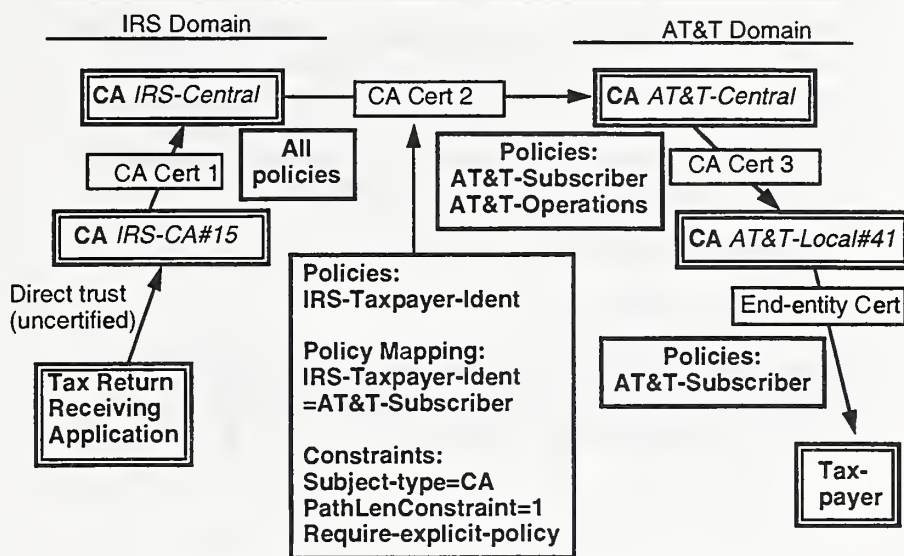 IRS Domain
AT&T Domain
CA IRS-Central
CA Cert 2
CA AT&T-Central
All
policies
CA Cert 1
Policies:
AT&T-Subscriber
AT&T-Operations
CA Cert 3
CA IRS-CA#15
CA AT&T-Local#41
Direct trust
(uncertified)
Policies:
IRS-Taxpayer-Ident
Policy Mapping:
IRS-Taxpayer-Ident
=AT&T-Subscriber
Constraints:
Subject-type=CA
PathLenConstraint=1
Require-explicit-policy
End-entity Cert
Policies:
AT&T-Subscriber
Tax Return
Receiving
Application
Tax-
payer